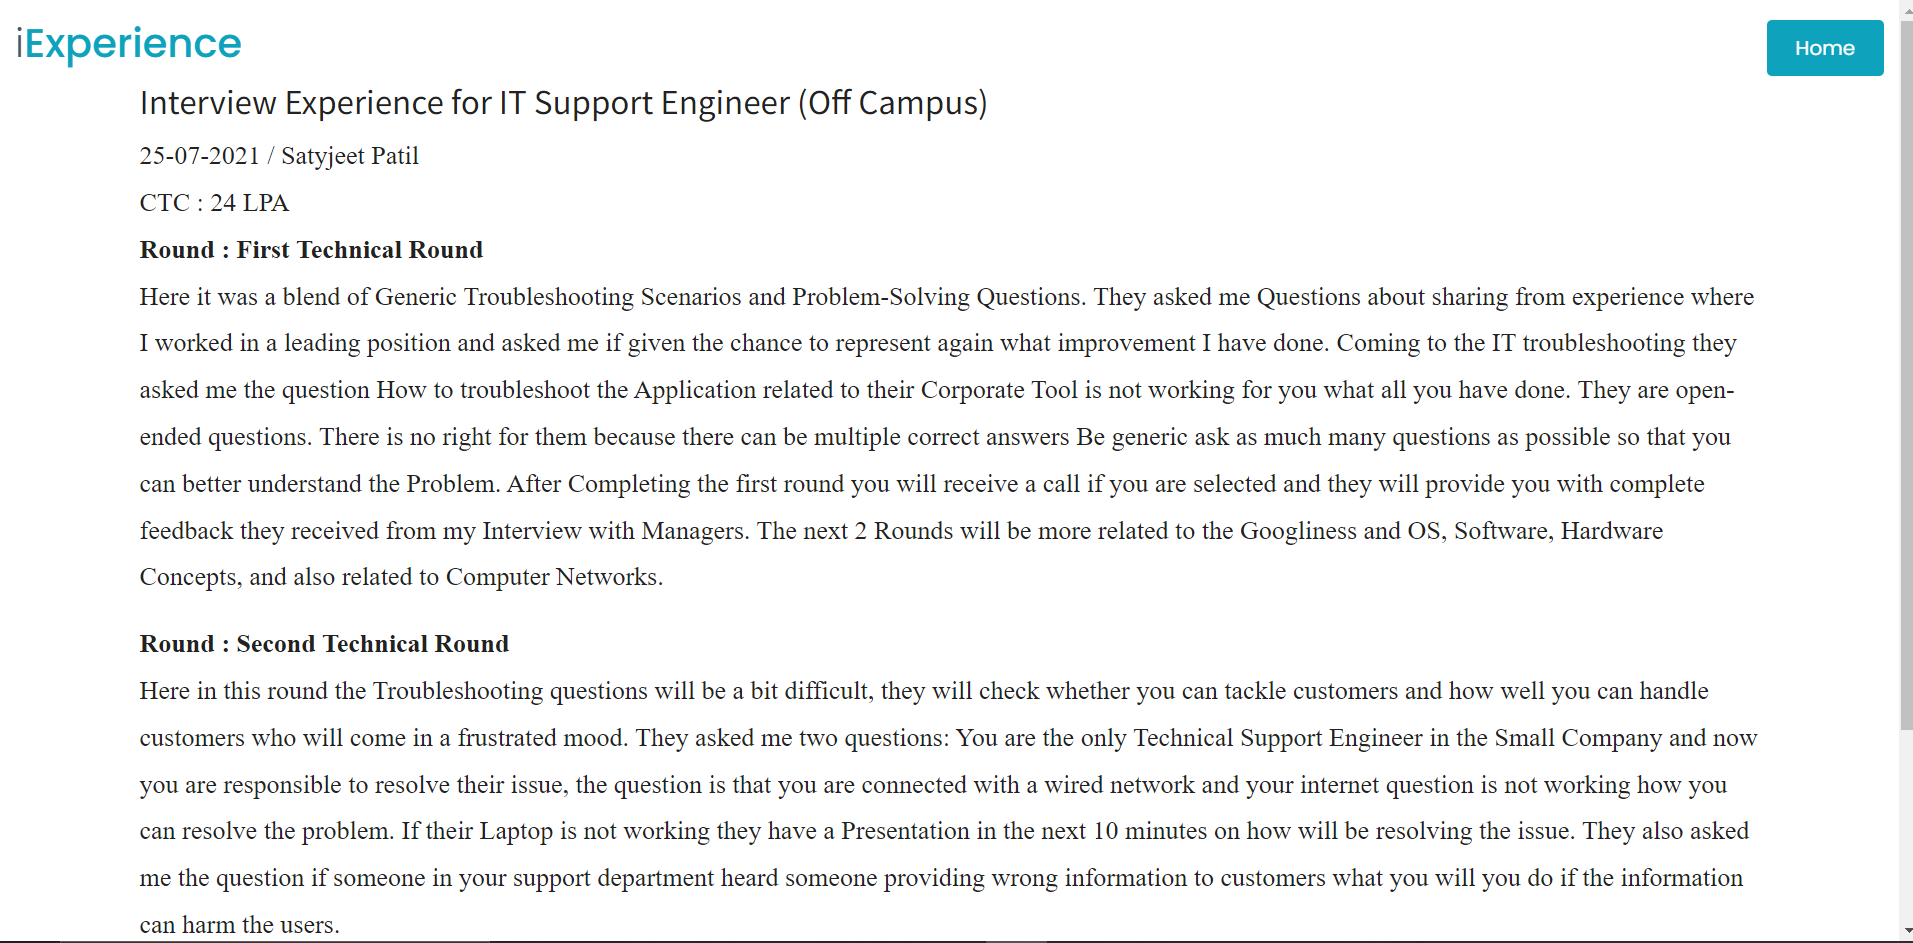 iExperience
Home
Interview Experience for IT Support Engineer (Off Campus)
25-07-2021 / Satyjeet Patil
CTC : 24 LPA
Round : First Technical Round
Here it was a blend of Generic Troubleshooting Scenarios and Problem-Solving Questions. They asked me Questions about sharing from experience where
I worked in a leading position and asked me if given the chance to represent again what improvement I have done. Coming to the IT troubleshooting they
asked me the question How to troubleshoot the Application related to their Corporate Tool is not working for you what all you have done. They are open-
ended questions. There is no right for them because there can be multiple correct answers Be generic ask as much many questions as possible so that you
can better understand the Problem. After Completing the first round you will receive a call if you are selected and they will provide you with complete
feedback they received from my Interview with Managers. The next 2 Rounds will be more related to the Googliness and OS, Software, Hardware
Concepts, and also related to Computer Networks.
Round : Second Technical Round
Here in this round the Troubleshooting questions will be a bit difficult, they will check whether you can tackle customers and how well you can handle
customers who will come in a frustrated mood. They asked me two questions: You are the only Technical Support Engineer in the Small Company and now
you are responsible to resolve their issue, the question is that you are connected with a wired network and your internet question is not working how you
can resolve the problem. If their Laptop is not working they have a Presentation in the next 10 minutes on how will be resolving the issue. They also asked
me the question if someone in your support department heard someone providing wrong information to customers what you will you do if the information
can harm the users.